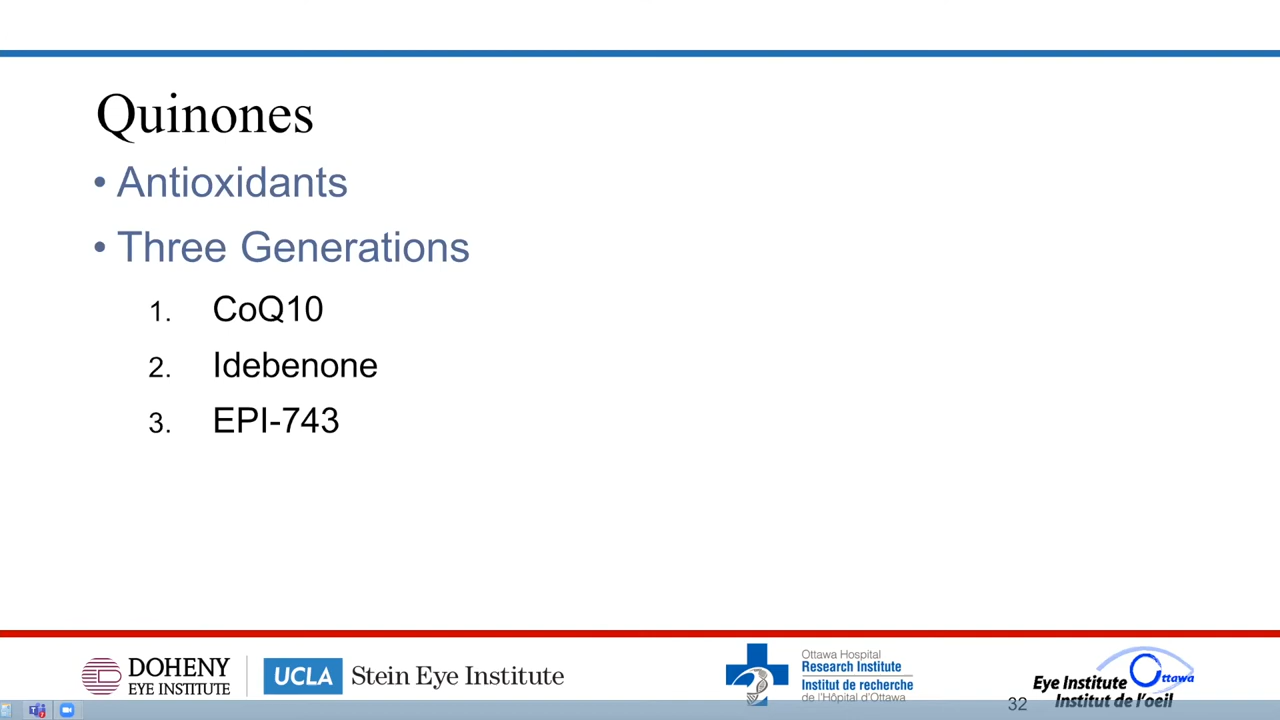 Quinones
• Antioxidants
• Three Generations
1. CoQ10
2. Idebenone
3. EPI-743
DOHENY
EYE INSTITUTE
UCLA Stein Eye Institute
Ottawa Hospital
Research Institute
Institut de recherche
de l'Hôpital d'Ottawa
32
Eye Institute Ottawa
Institut de l'oeil